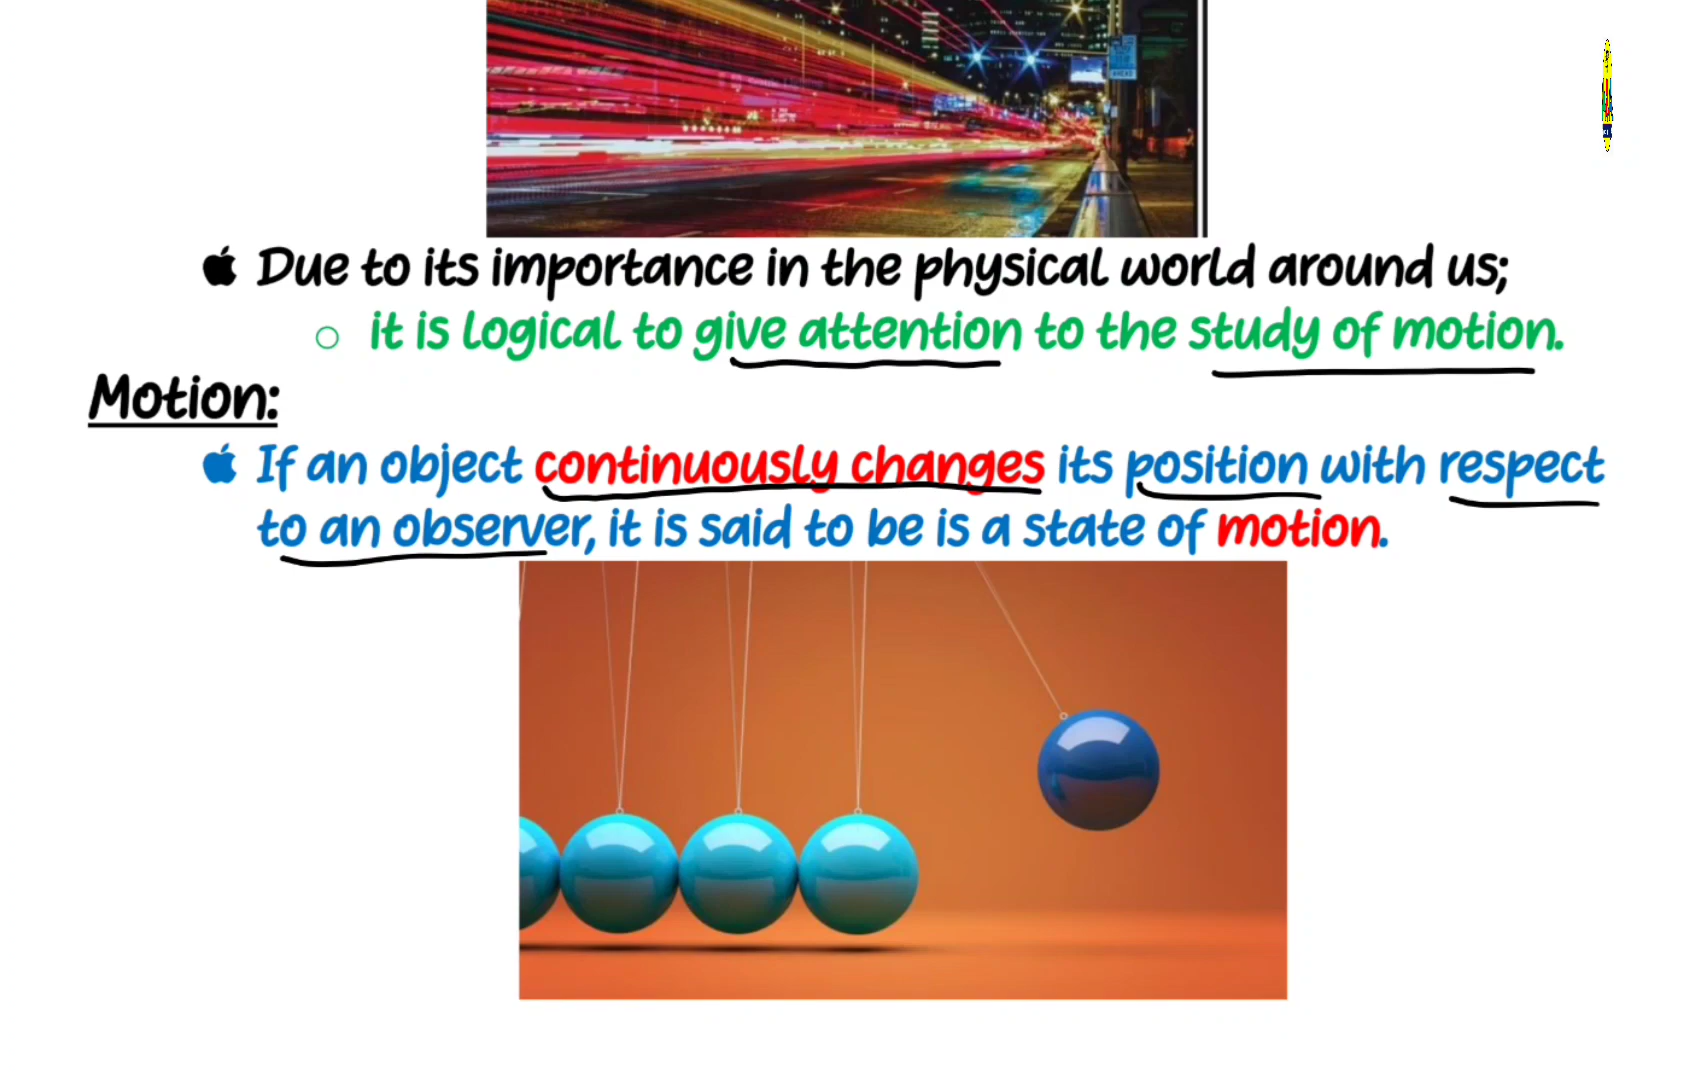 AHEAD
Due to its importance in the physical world around us;
it is logical to give attention to the study of motion.
Motion:
If an object continuously changes its position with respect
to an observer, it is said to be is a state of motion.